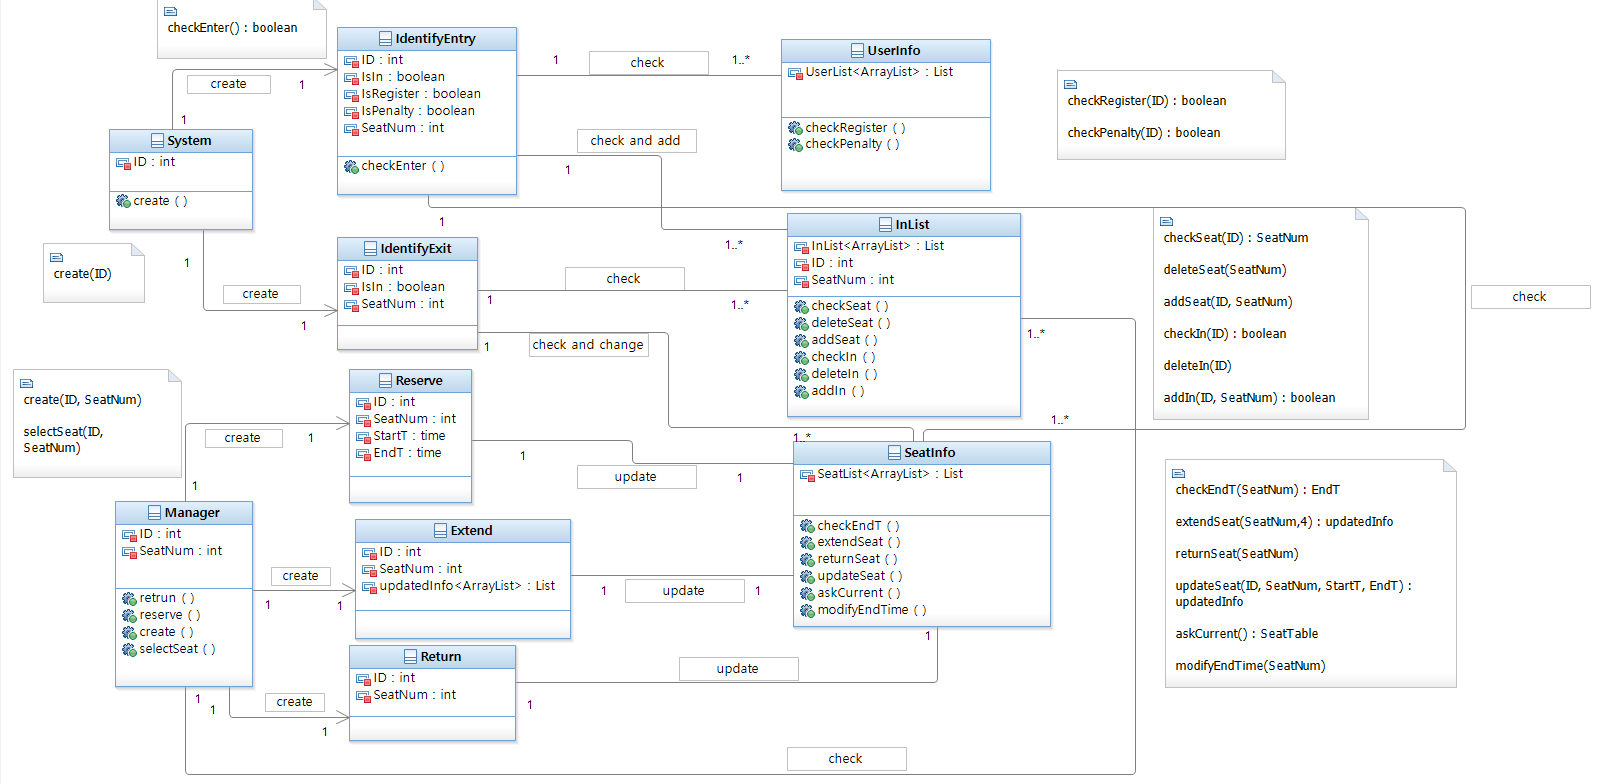 checkEnter() : boolean
IdentifyEntry
ID : int
IsIn : boolean
IsRegister : boolean
IsPenalty : boolean
SeatNum : int
checkEnter ( )
1
check
1..*
UserInfo
UserList<ArrayList> : List
checkRegister ( )
checkPenalty ( )
checkRegister(ID) : boolean
checkPenalty(ID) : boolean
create
1
1
System
ID : int
create ( )
check and add
1
1..*
1
check
create(ID)
1
create
1
IdentifyExit
ID : int
IsIn : boolean
SeatNum : int
1
check
1..*
1
check and change
1..*
InList
InList<ArrayList> : List
ID : int
SeatNum : int
checkSeat ( )
deleteSeat ( )
addSeat ( )
checkIn ( )
deleteIn ( )
addIn ( )
1..*
1..*
checkSeat(ID) : SeatNum
deleteSeat(SeatNum)
addSeat(ID, SeatNum)
checkIn(ID) : boolean
deleteIn(ID)
addIn(ID, SeatNum) : boolean
create(ID, SeatNum)
selectSeat(ID,
SeatNum)
create
1
1
Reserve
ID : int
SeatNum : int
StartT : time
EndT : time
1
update
1
SeatInfo
SeatList<ArrayList> : List
checkEndT ( )
extendSeat ( )
returnSeat ( )
updateSeat ( )
askCurrent ( )
modifyEndTime ( )
1
checkEndT(SeatNum) : EndT
extendSeat(SeatNum,4) : updatedInfo
returnSeat(SeatNum)
updateSeat(ID, SeatNum, StartT, EndT) :
updatedInfo
askCurrent() : SeatTable
modifyEndTime(SeatNum)
Manager
ID : int
SeatNum : int
retrun ( )
reserve ( )
create ( )
selectSeat ( )
create
1
1
Extend
ID : int
SeatNum : int
updatedInfo<ArrayList> : List
1
update
1
1
1
create
1
Return
ID : int
SeatNum : int
1
update
check